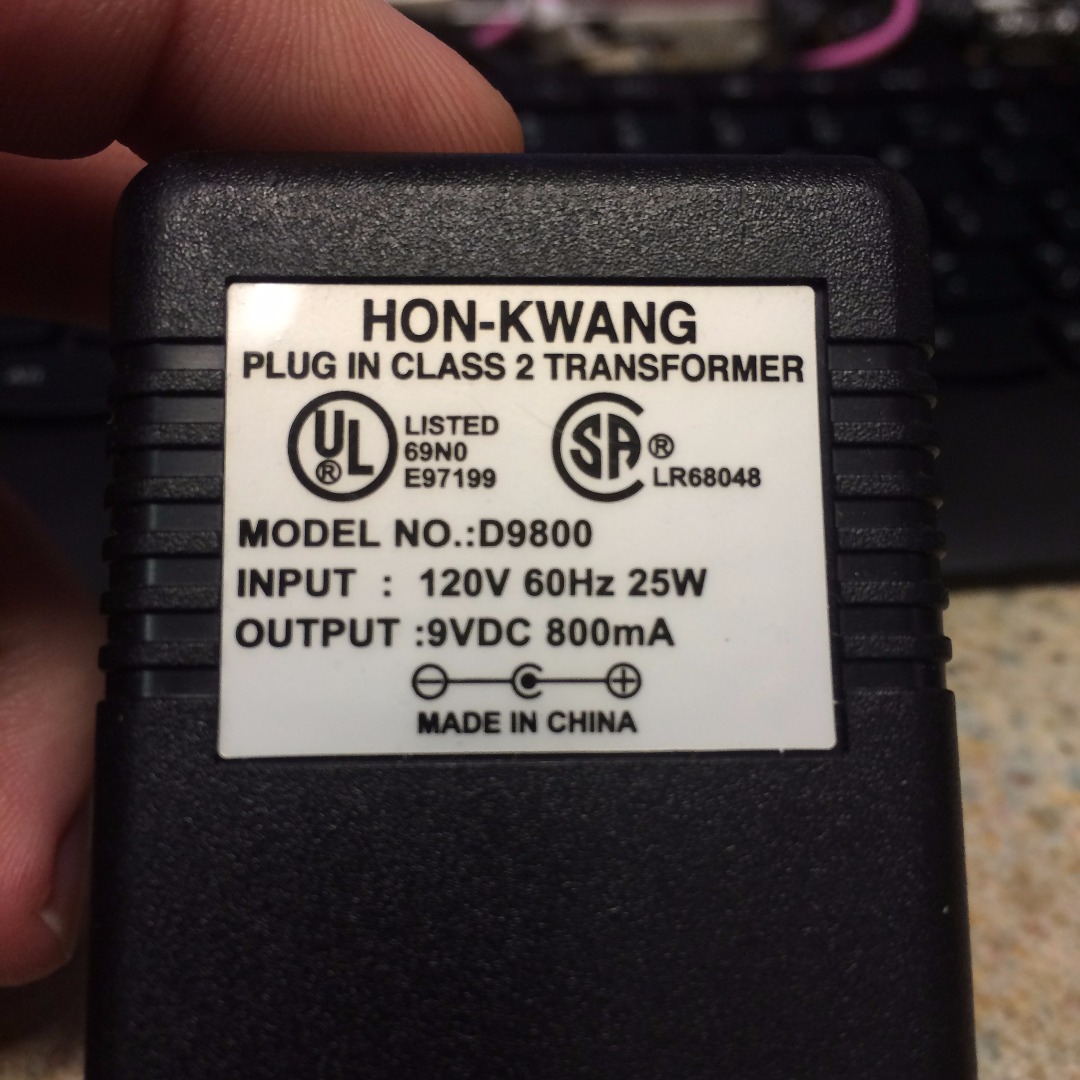 HON-KWANG
PLUG IN CLASS 2 TRANSFORMER
UL ® LISTED
69N0
E97199
SA ®
LR68048
MODEL NO.:D9800
INPUT : 120V 60Hz 25W
OUTPUT :9VDC 800mA
MADE IN CHINA